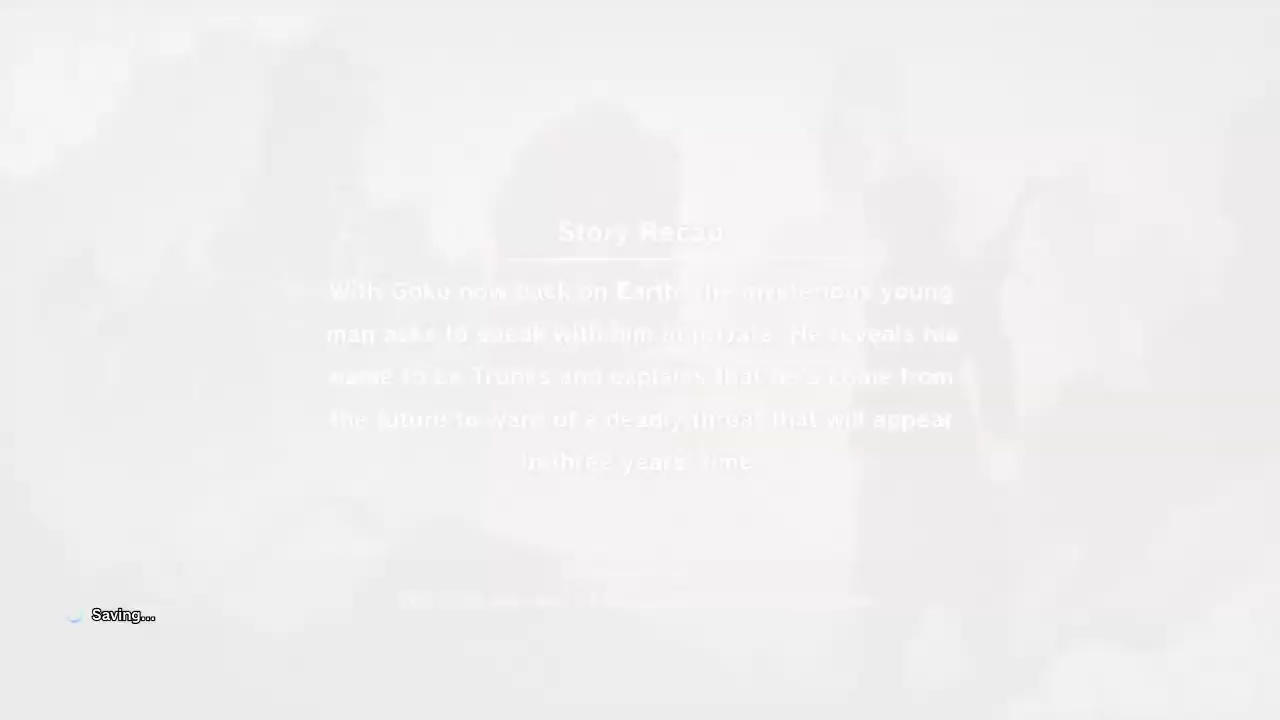 Story Recap
With Goku now back on Earth, the mysterious young
man asks to speak with him in private. He reveals his
name to be Trunks and explains that he's come from
the future to warn of a deadly threat that will appear
in three years' time.
Saving...